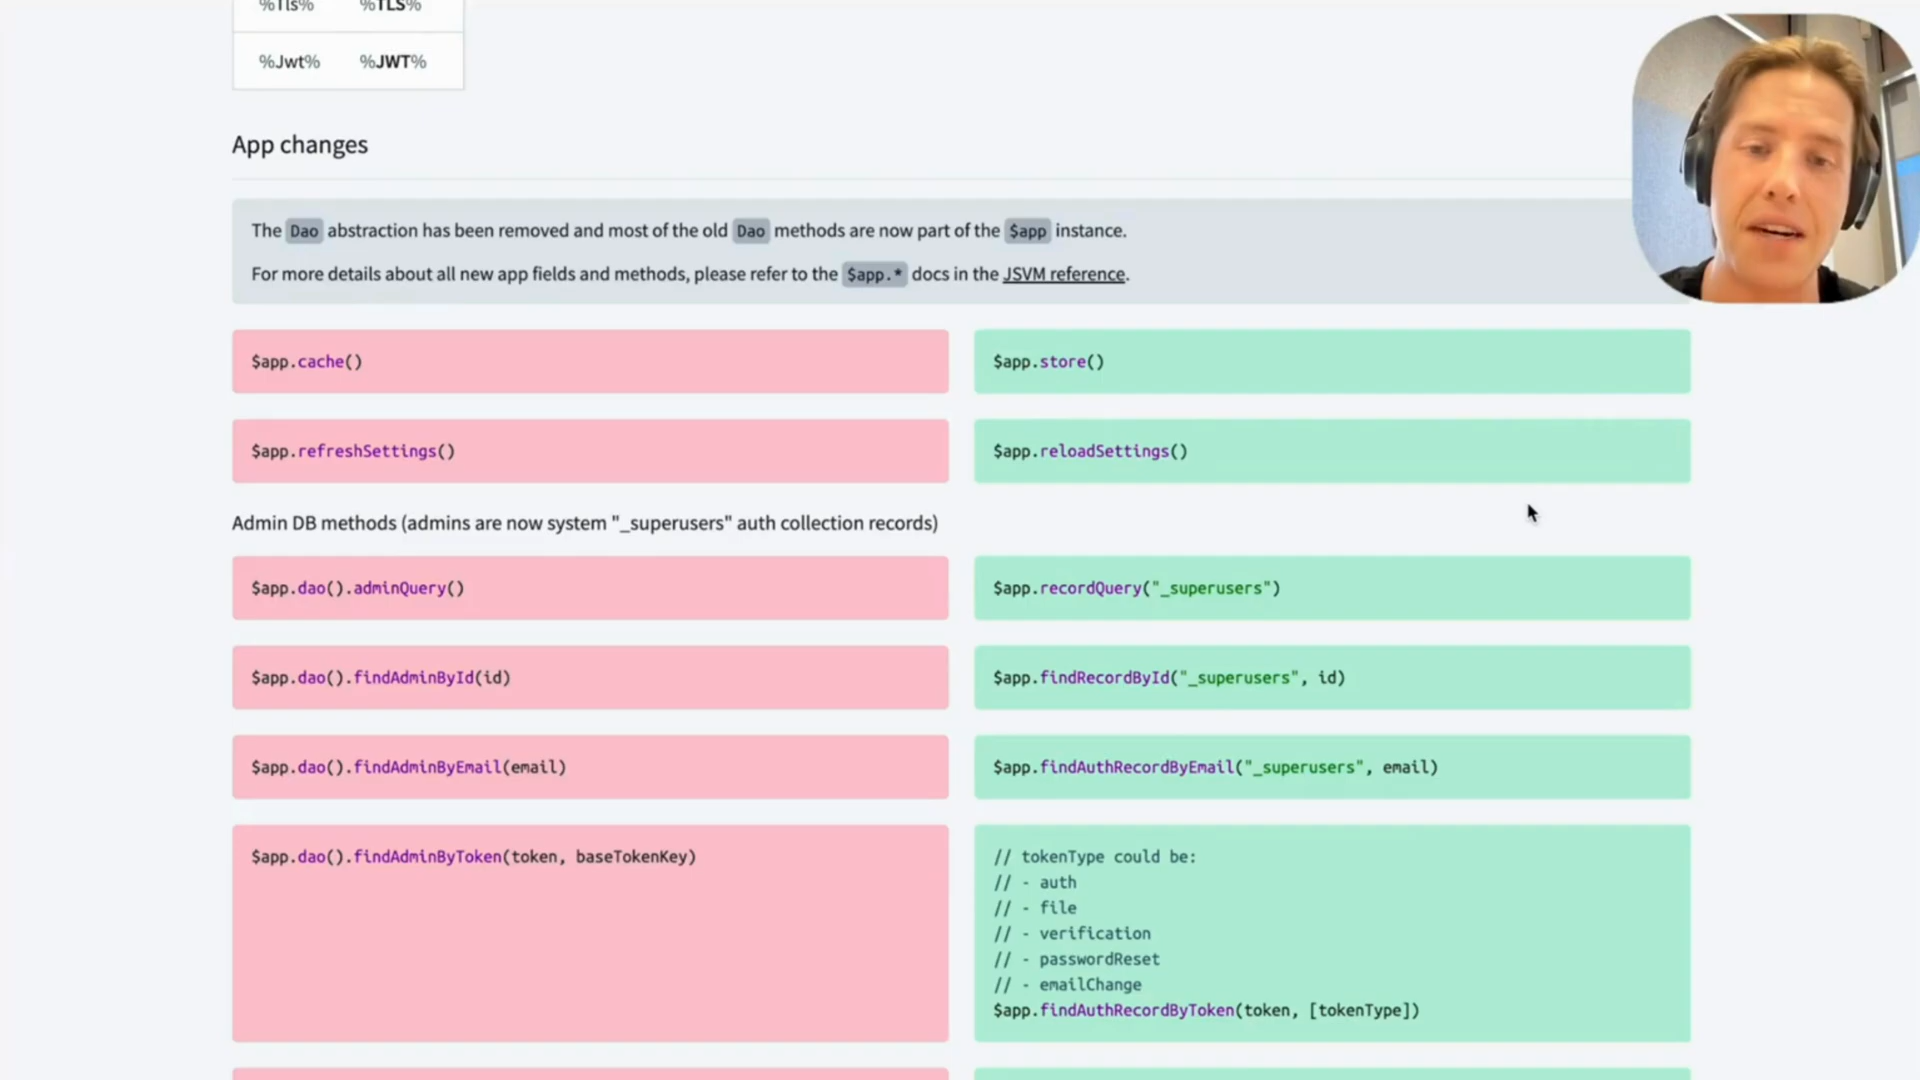 %Tls% %TLS%
%Jwt% %JWT%
App changes
The Dao abstraction has been removed and most of the old Dao methods are now part of the $app instance.
For more details about all new app fields and methods, please refer to the $app.* docs in the JSVM reference.
$app.cache() $app.store()
$app.refreshSettings() $app.reloadSettings()
Admin DB methods (admins are now system "_superusers" auth collection records)
$app.dao().adminQuery() $app.recordQuery("_superusers")
$app.dao().findAdminById(id) $app.findRecordById("_superusers", id)
$app.dao().findAdminByEmail(email) $app.findAuthRecordByEmail("_superusers", email)
$app.dao().findAdminByToken(token, baseTokenKey) // tokenType could be:
// - auth
// - file
// - verification
// - passwordReset
// - emailChange
$app.findAuthRecordByToken(token, [tokenType])